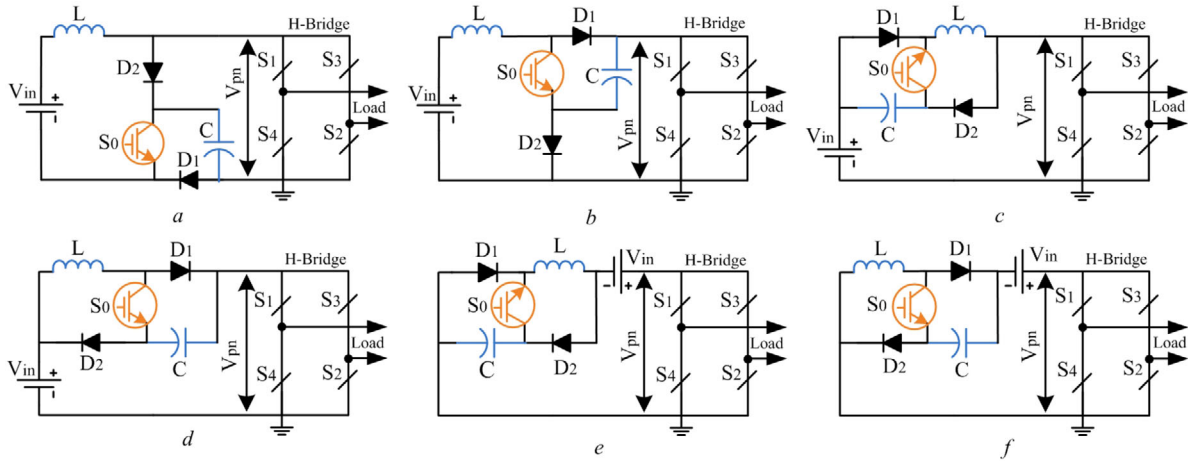 L
H-Bridge
D2
S1
S3
Vin
+
-
Vpn
C
Load
S0
D1
S4
S2
a
L
D1
H-Bridge
S0
C
S1
S3
Vin
+
-
Vpn
Load
D2
S4
S2
b
D1
L
H-Bridge
S0
S1
S3
C
D2
Vpn
Load
Vin
+
-
S4
S2
c
L
D1
H-Bridge
S0
S1
S3
D2
C
Vpn
Load
Vin
+
-
S4
S2
d
D1
L
Vin
- +
H-Bridge
S0
S1
S3
C
D2
Vpn
Load
S4
S2
e
L
D1
Vin
- +
H-Bridge
S0
S1
S3
D2
C
Vpn
Load
S4
S2
f